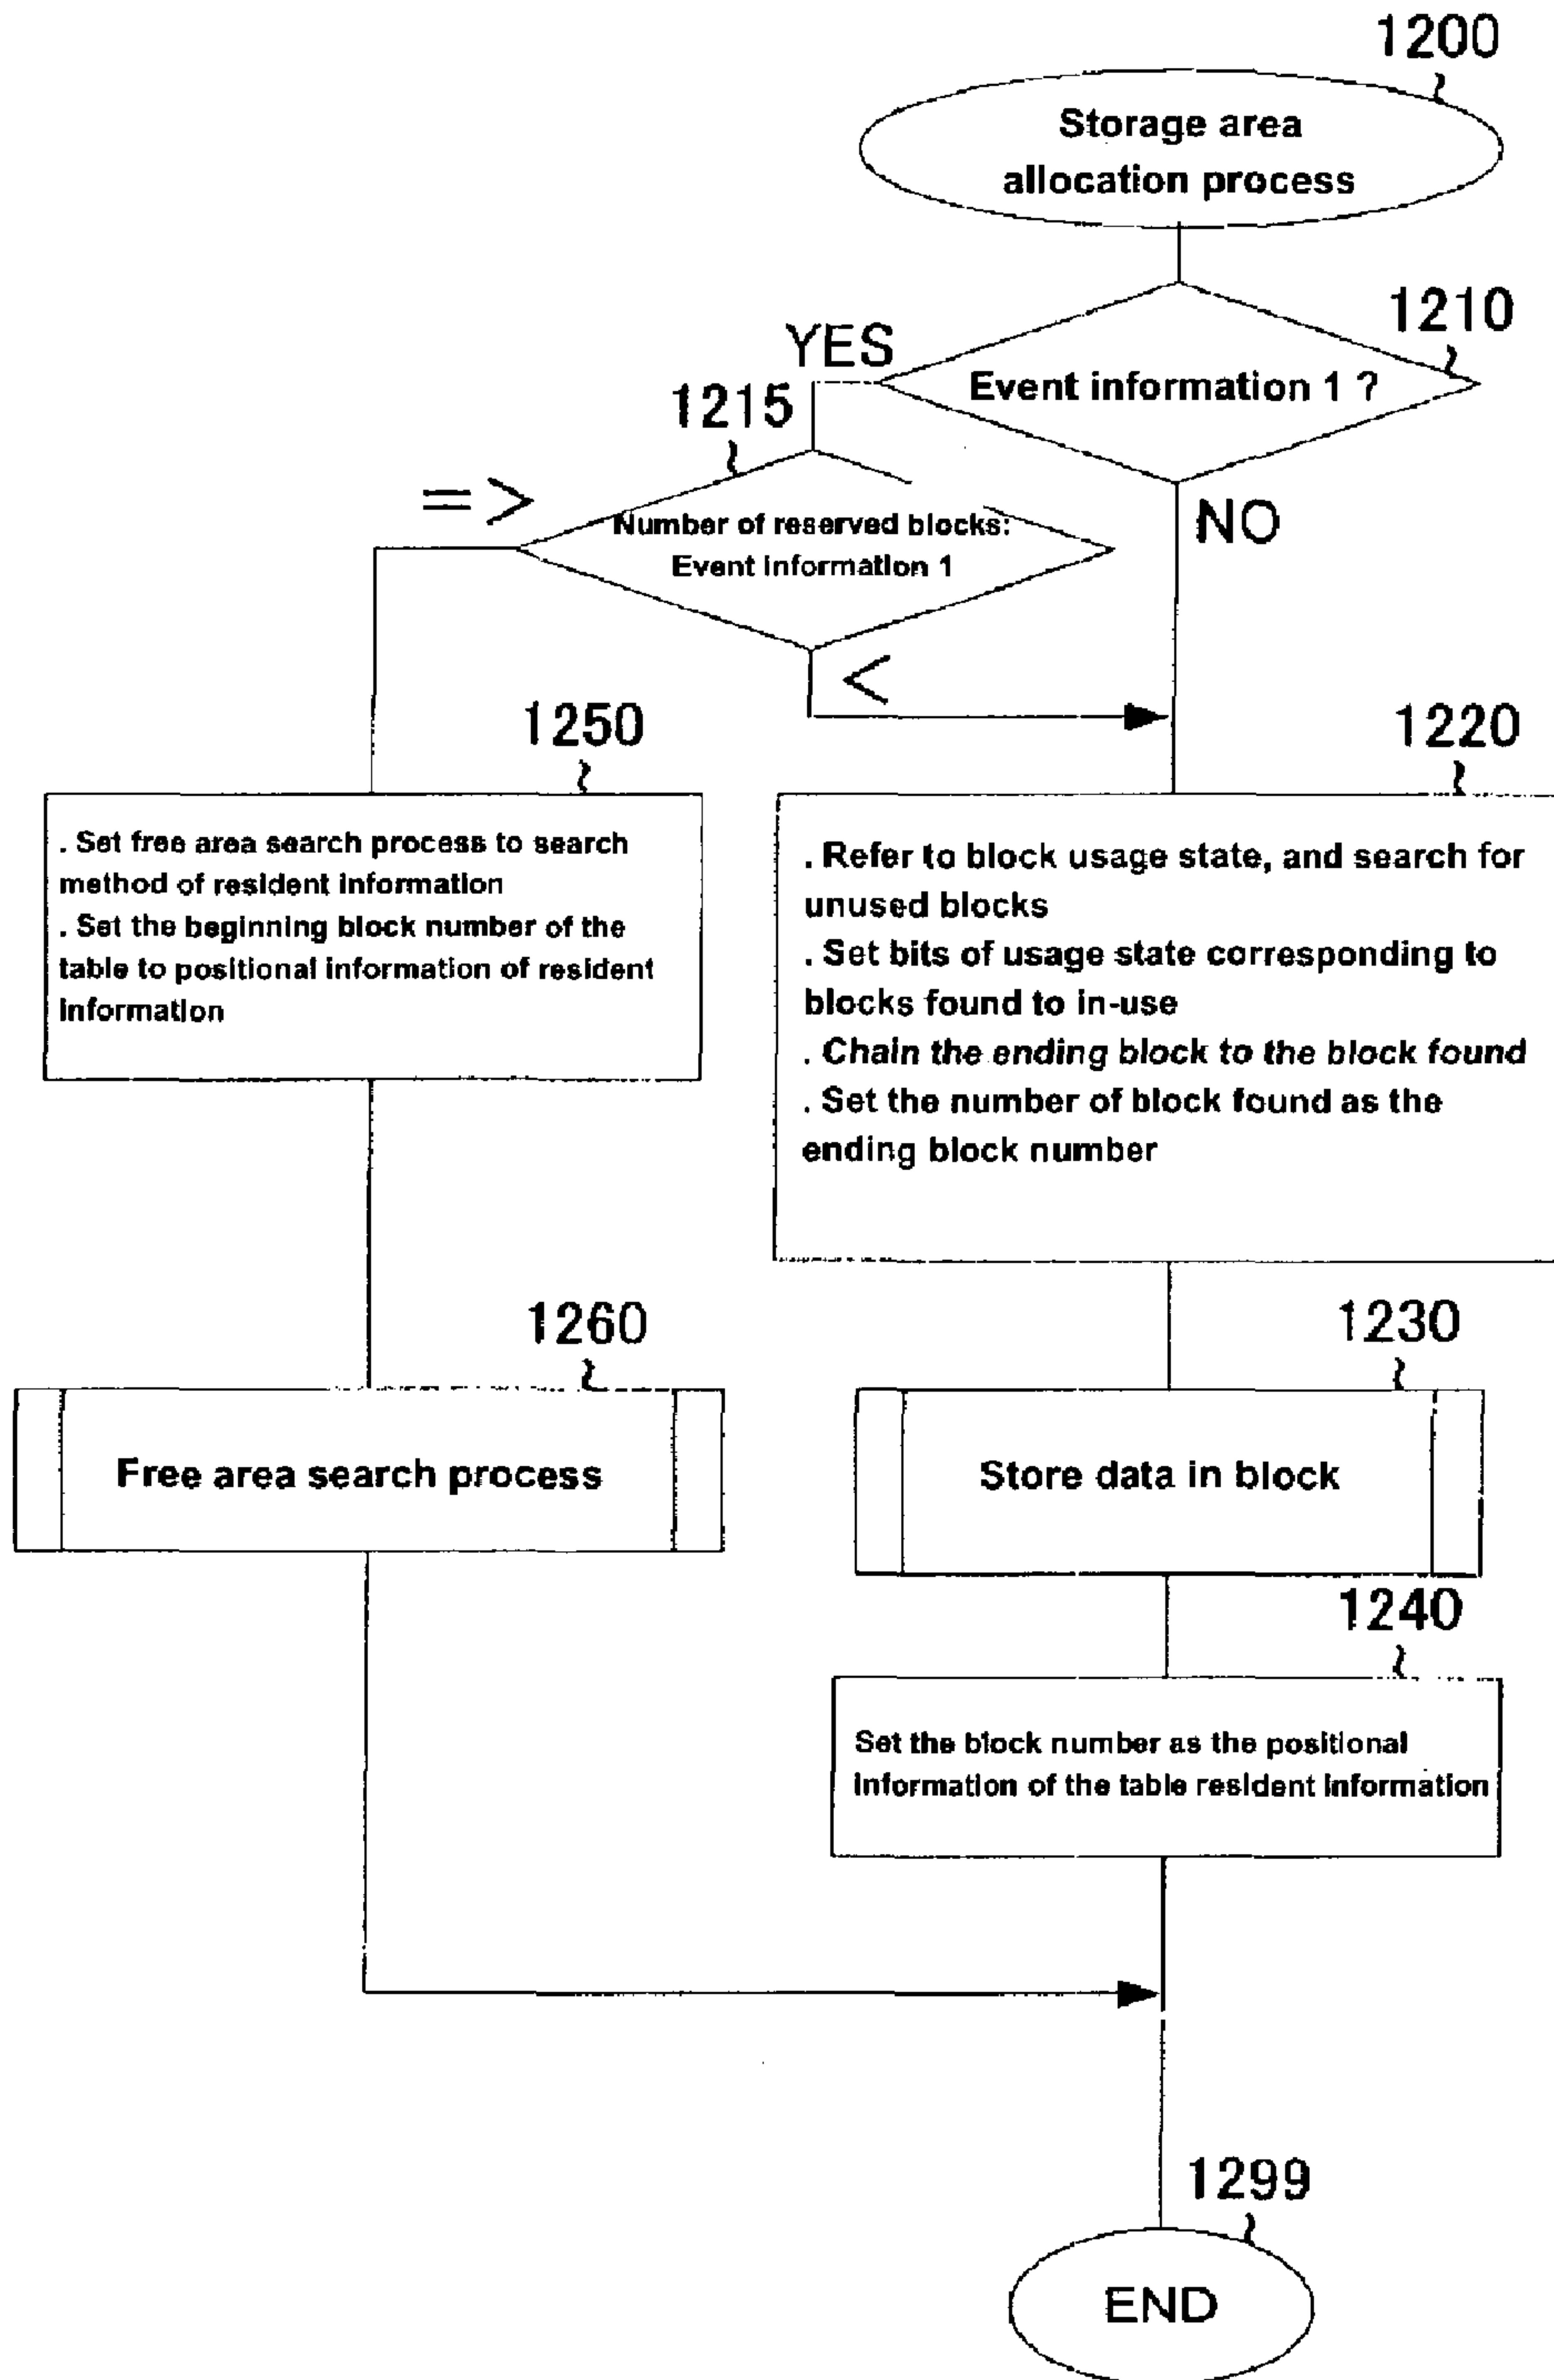 1200
Storage area
allocation process
1210
YES
Event information 1 ?
1215
=>
Number of reserved blocks:
Event information 1
NO
<
1250
. Set free area search process to search
method of resident information
. Set the beginning block number of the
table to positional information of resident
information
1220
. Refer to block usage state, and search for
unused blocks
. Set bits of usage state corresponding to
blocks found to in-use
. Chain the ending block to the block found
. Set the number of block found as the
ending block number
1260
Free area search process
1230
Store data in block
1240
Set the block number as the positional
information of the table resident information
1299
END